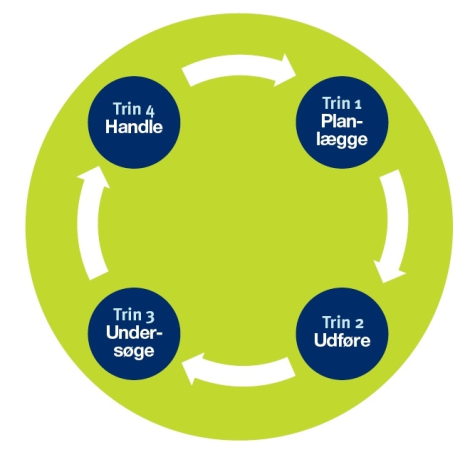 Trin 1
Plan-
lægge
Trin 2
Udføre
Trin 3
Under-
søge
Trin 4
Handle